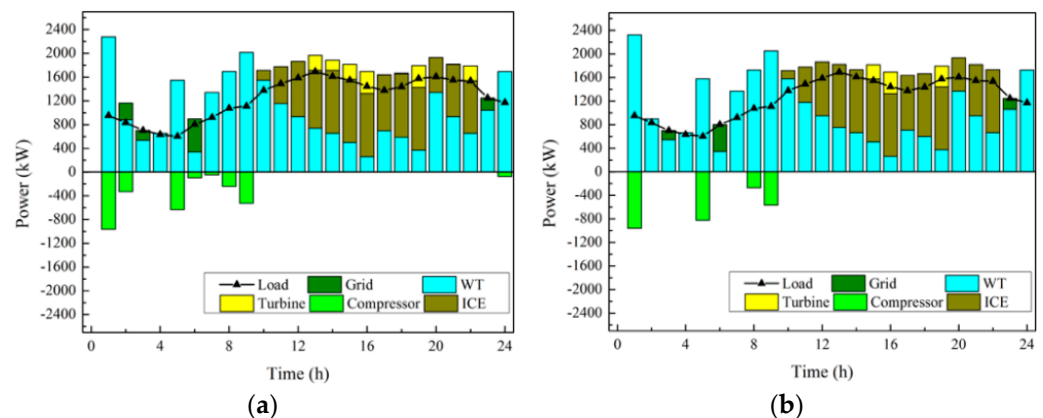 2400
2000
1600
1200
800
400
0
-400
-800
-1200
-1600
-2000
-2400
Power (kW)
Load Grid WT
Turbine Compressor ICE
0 4 8 12 16 20 24
Time (h)
(a)
2400
2000
1600
1200
800
400
0
-400
-800
-1200
-1600
-2000
-2400
Power (kW)
Load Grid WT
Turbine Compressor ICE
0 4 8 12 16 20 24
Time (h)
(b)